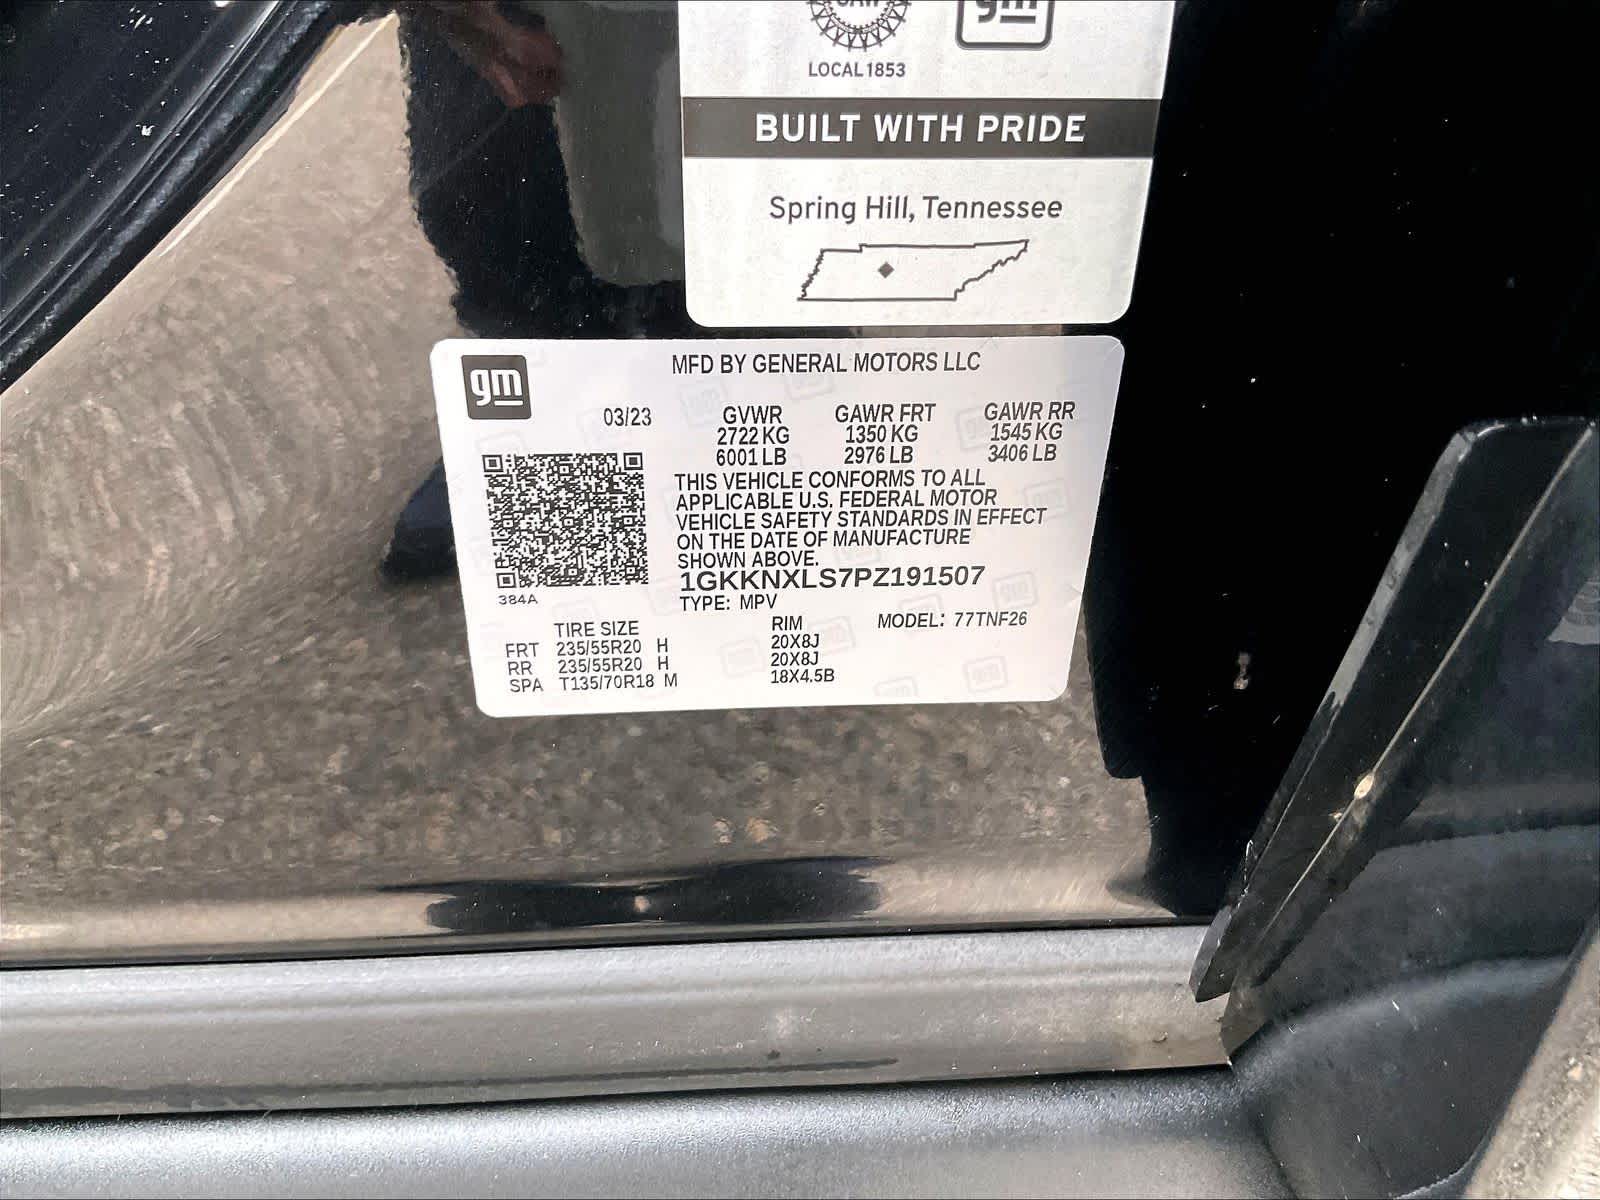 UAW
gm
LOCAL 1853
BUILT WITH PRIDE
Spring Hill, Tennessee
gm
MFD BY GENERAL MOTORS LLC
03/23 GVWR GAWR FRT GAWR RR
2722 KG 1350 KG 1545 KG
6001 LB 2976 LB 3406 LB
THIS VEHICLE CONFORMS TO ALL
APPLICABLE U.S. FEDERAL MOTOR
VEHICLE SAFETY STANDARDS IN EFFECT
ON THE DATE OF MANUFACTURE
SHOWN ABOVE.
1GKKNXLS7PZ191507
384A
TYPE: MPV
MODEL: 77TNF26
TIRE SIZE RIM
FRT 235/55R20 H 20X8J
RR 235/55R20 H 20X8J
SPA T135/70R18 M 18X4.5B